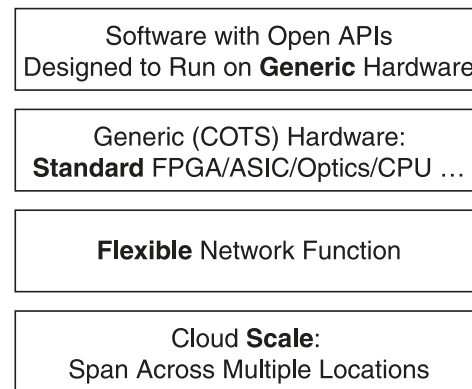 Software with Open APIs
Designed to Run on Generic Hardware
Generic (COTS) Hardware:
Standard FPGA/ASIC/Optics/CPU …
Flexible Network Function
Cloud Scale:
Span Across Multiple Locations